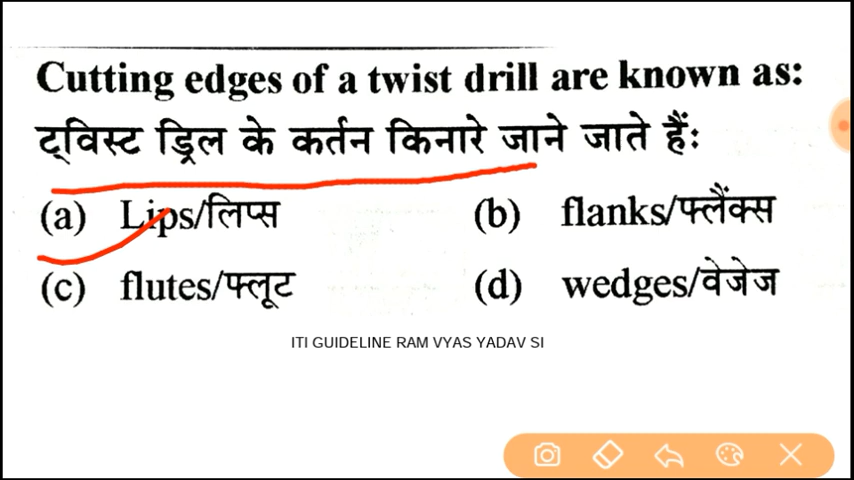 Cutting edges of a twist drill are known as:
ट्विस्ट ड्रिल के कर्तन किनारे जाने जाते हैं:
(a) Lips/लिप्स (b) flanks/फ्लैंक्स
(c) flutes/फ्लूट (d) wedges/वेजेज
ITI GUIDELINE RAM VYAS YADAV SI